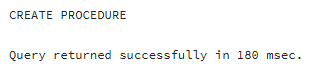 CREATE PROCEDURE
Query returned successfully in 180 msec.